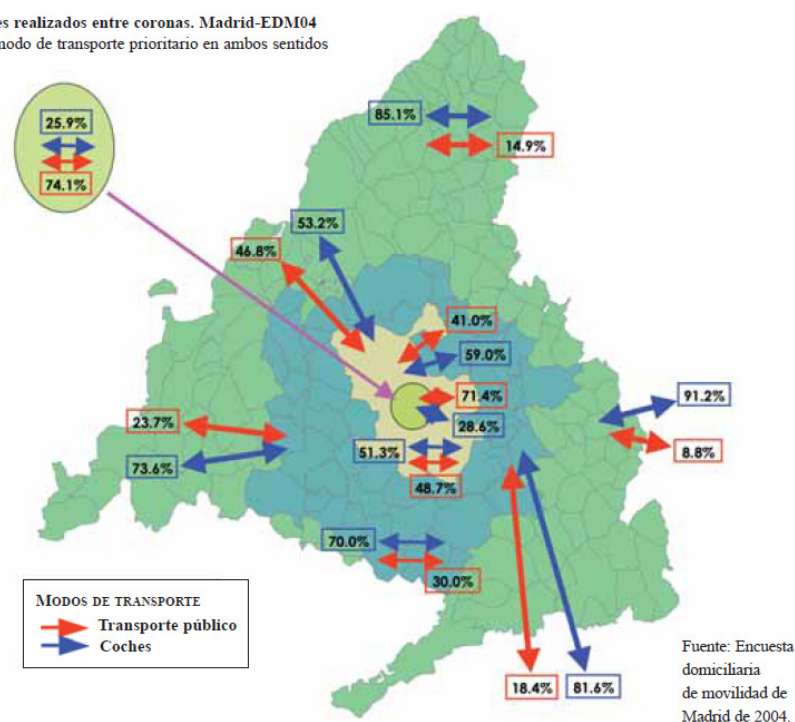 es realizados entre coronas. Madrid-EDM04
modo de transporte prioritario en ambos sentidos
25.9%
74.1%
85.1%
14.9%
53.2%
46.8%
41.0%
59.0%
71.4%
28.6%
91.2%
8.8%
23.7%
73.6%
51.3%
48.7%
70.0%
30.0%
18.4%
81.6%
MODOS DE TRANSPORTE
Transporte público
Coches
Fuente: Encuesta
domiciliaria
de movilidad de
Madrid de 2004